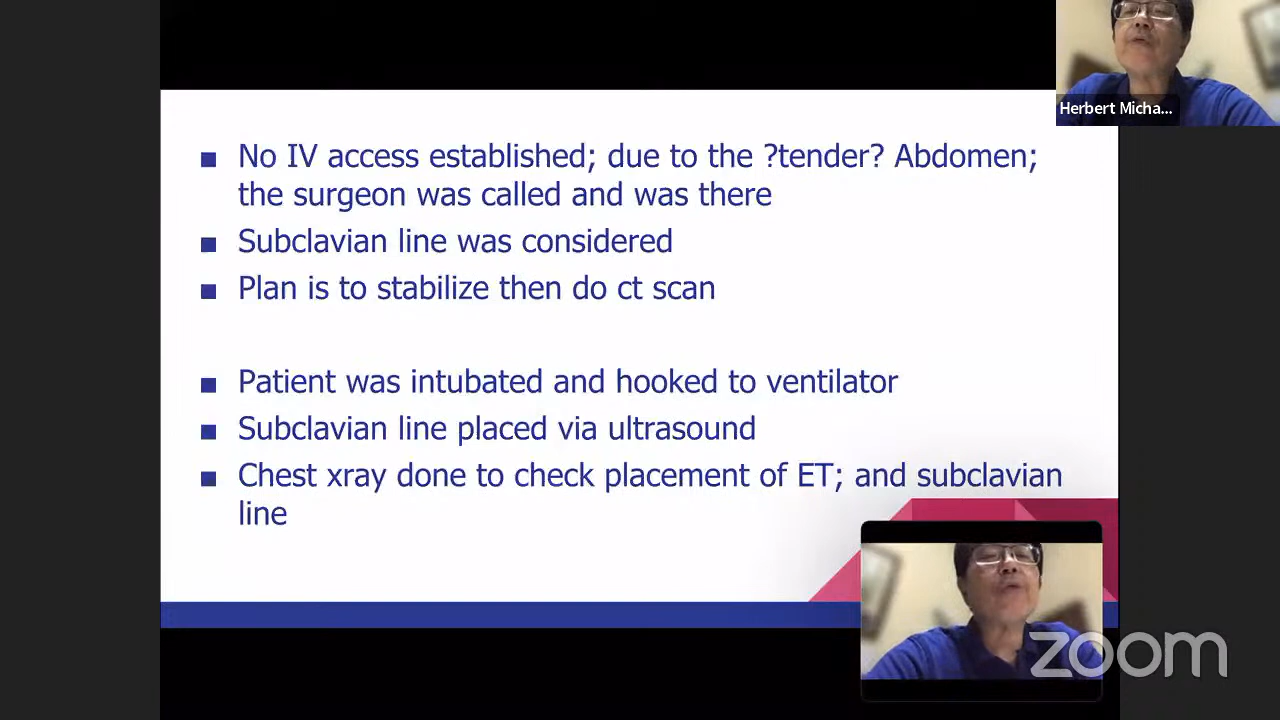 ■ No IV access established; due to the ?tender? Abdomen;
the surgeon was called and was there
■ Subclavian line was considered
■ Plan is to stabilize then do ct scan
■ Patient was intubated and hooked to ventilator
■ Subclavian line placed via ultrasound
■ Chest xray done to check placement of ET; and subclavian
line
Herbert Micha...
zoom